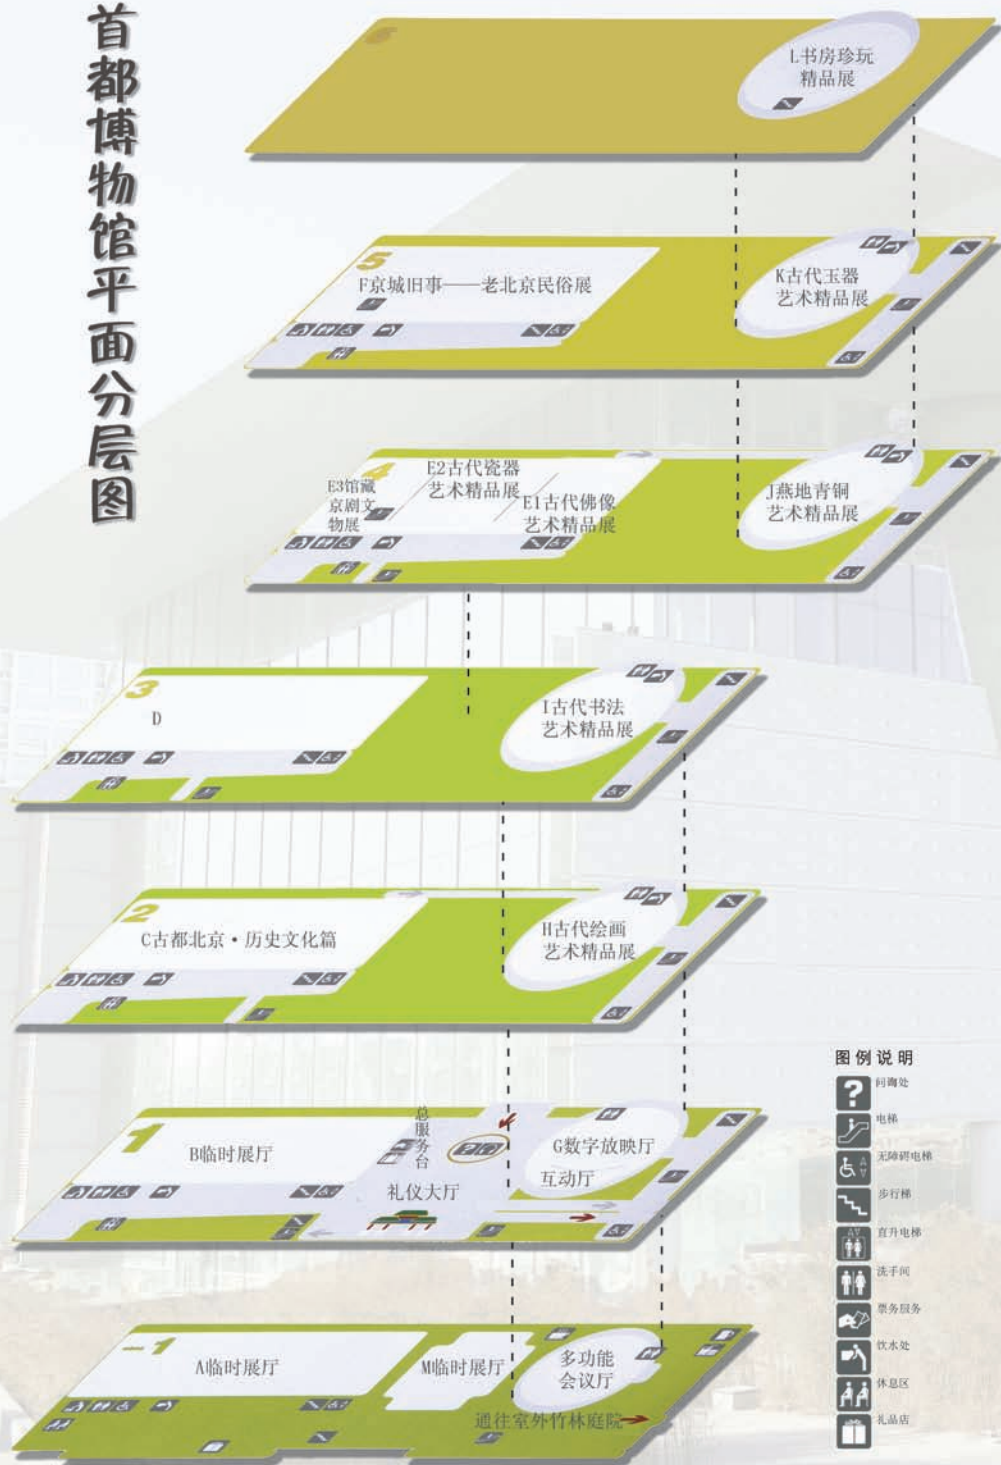 首都博物馆平面分层图
6
L书房珍玩
精品展
5
F京城旧事——老北京民俗展
K古代玉器
艺术精品展
4
E3馆藏
京剧文
物展
E2古代瓷器
艺术精品展
E1古代佛像
艺术精品展
J燕地青铜
艺术精品展
3
D
I古代书法
艺术精品展
2
C古都北京·历史文化篇
H古代绘画
艺术精品展
1
B临时展厅
总服务台
礼仪大厅
G数字放映厅
互动厅
-1
A临时展厅
M临时展厅
多功能
会议厅
通往室外竹林庭院
图例说明
?
问询处
电梯
无障碍电梯
步行梯
直升电梯
洗手间
票务服务
饮水处
休息区
礼品店